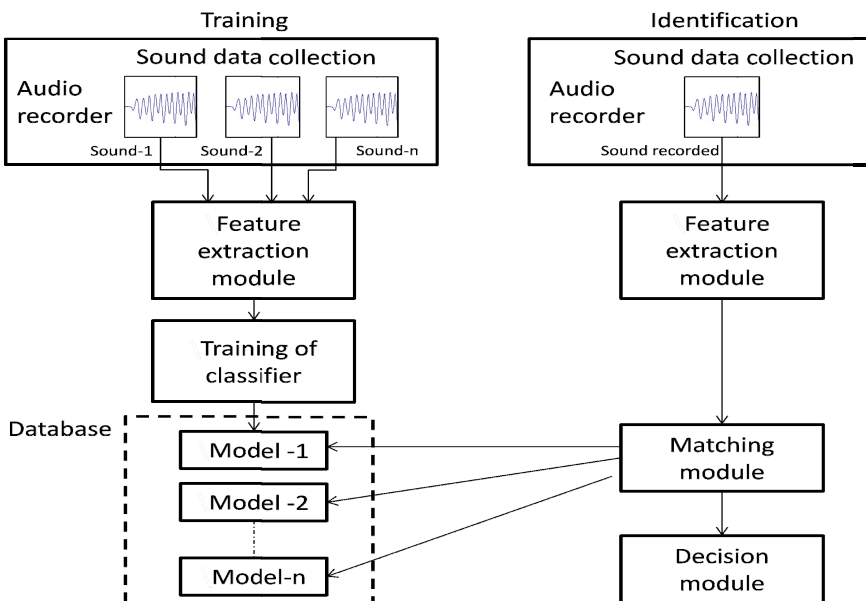 Training
Sound data collection
Audio
recorder
Sound-1
Sound-2
Sound-n
Feature
extraction
module
Training of
classifier
Database
Model -1
Model -2
Model-n
Identification
Sound data collection
Audio
recorder
Sound recorded
Feature
extraction
module
Matching
module
Decision
module